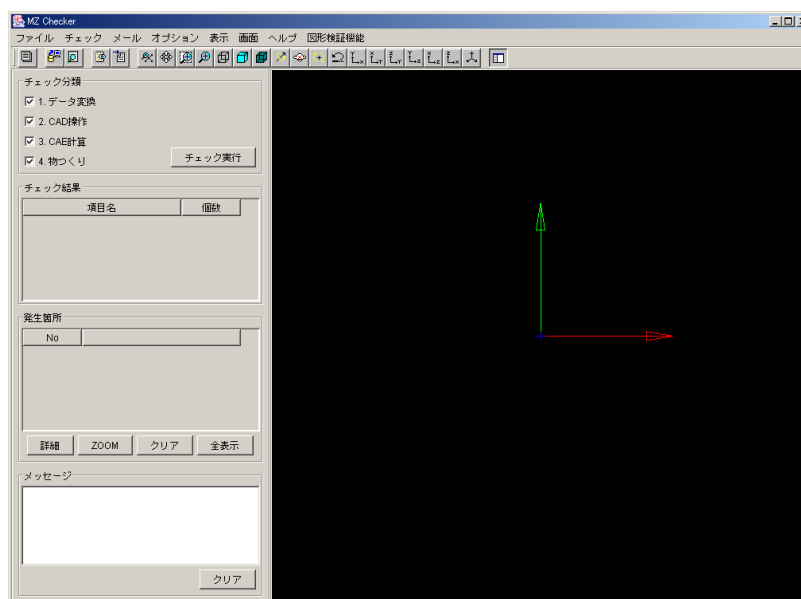 MZ Checker
ファイル チェック メール オプション 表示 画面 ヘルプ 図形検証機能
チェック分類
1.データ変換
2. CAD操作
3. CAE計算
4.物つくり
チェック実行
チェック結果
項目名 個数
発生箇所
No
詳細 ZOOM クリア 全表示
メッセージ
クリア